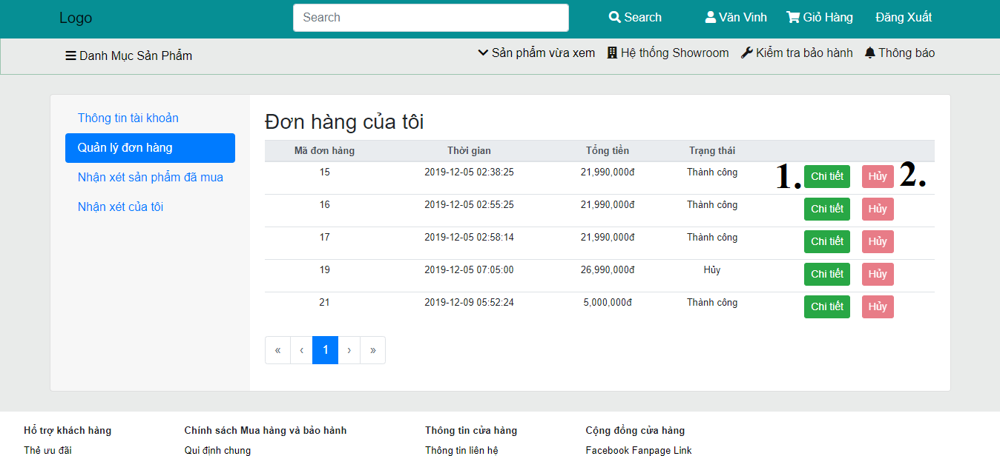 Logo Search Search Văn Vinh Giỏ Hàng Đăng Xuất
Danh Mục Sản Phẩm Sản phẩm vừa xem Hệ thống Showroom Kiểm tra bảo hành Thông báo
Thông tin tài khoản
Quản lý đơn hàng
Nhận xét sản phẩm đã mua
Nhận xét của tôi
Đơn hàng của tôi
Mã đơn hàng Thời gian Tổng tiền Trạng thái
15 2019-12-05 02:38:25 21,990,000đ Thành công 1. Chi tiết Hủy 2.
16 2019-12-05 02:55:25 21,990,000đ Thành công Chi tiết Hủy
17 2019-12-05 02:58:14 21,990,000đ Thành công Chi tiết Hủy
19 2019-12-05 07:05:00 26,990,000đ Hủy Chi tiết Hủy
21 2019-12-09 05:52:24 5,000,000đ Thành công Chi tiết Hủy
« ‹ 1 › »
Hỗ trợ khách hàng Chính sách Mua hàng và bảo hành Thông tin cửa hàng Cộng đồng cửa hàng
Thẻ ưu đãi Qui định chung Thông tin liên hệ Facebook Fanpage Link